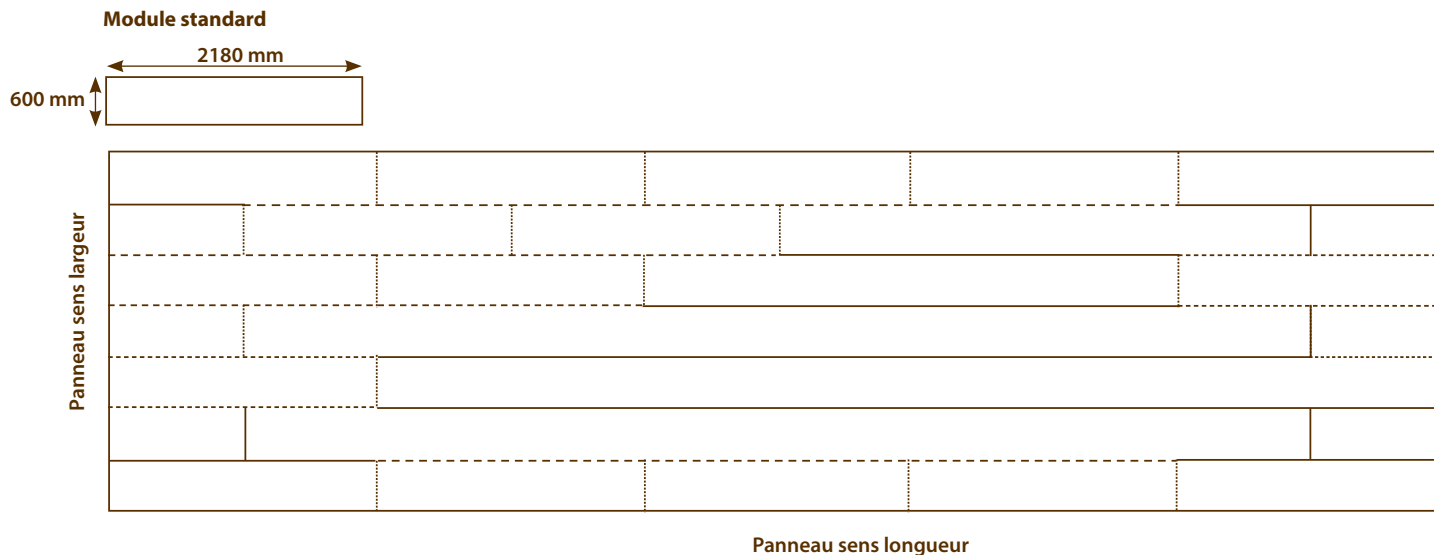 Module standard
2180 mm
600 mm
Panneau sens largeur
Panneau sens longueur